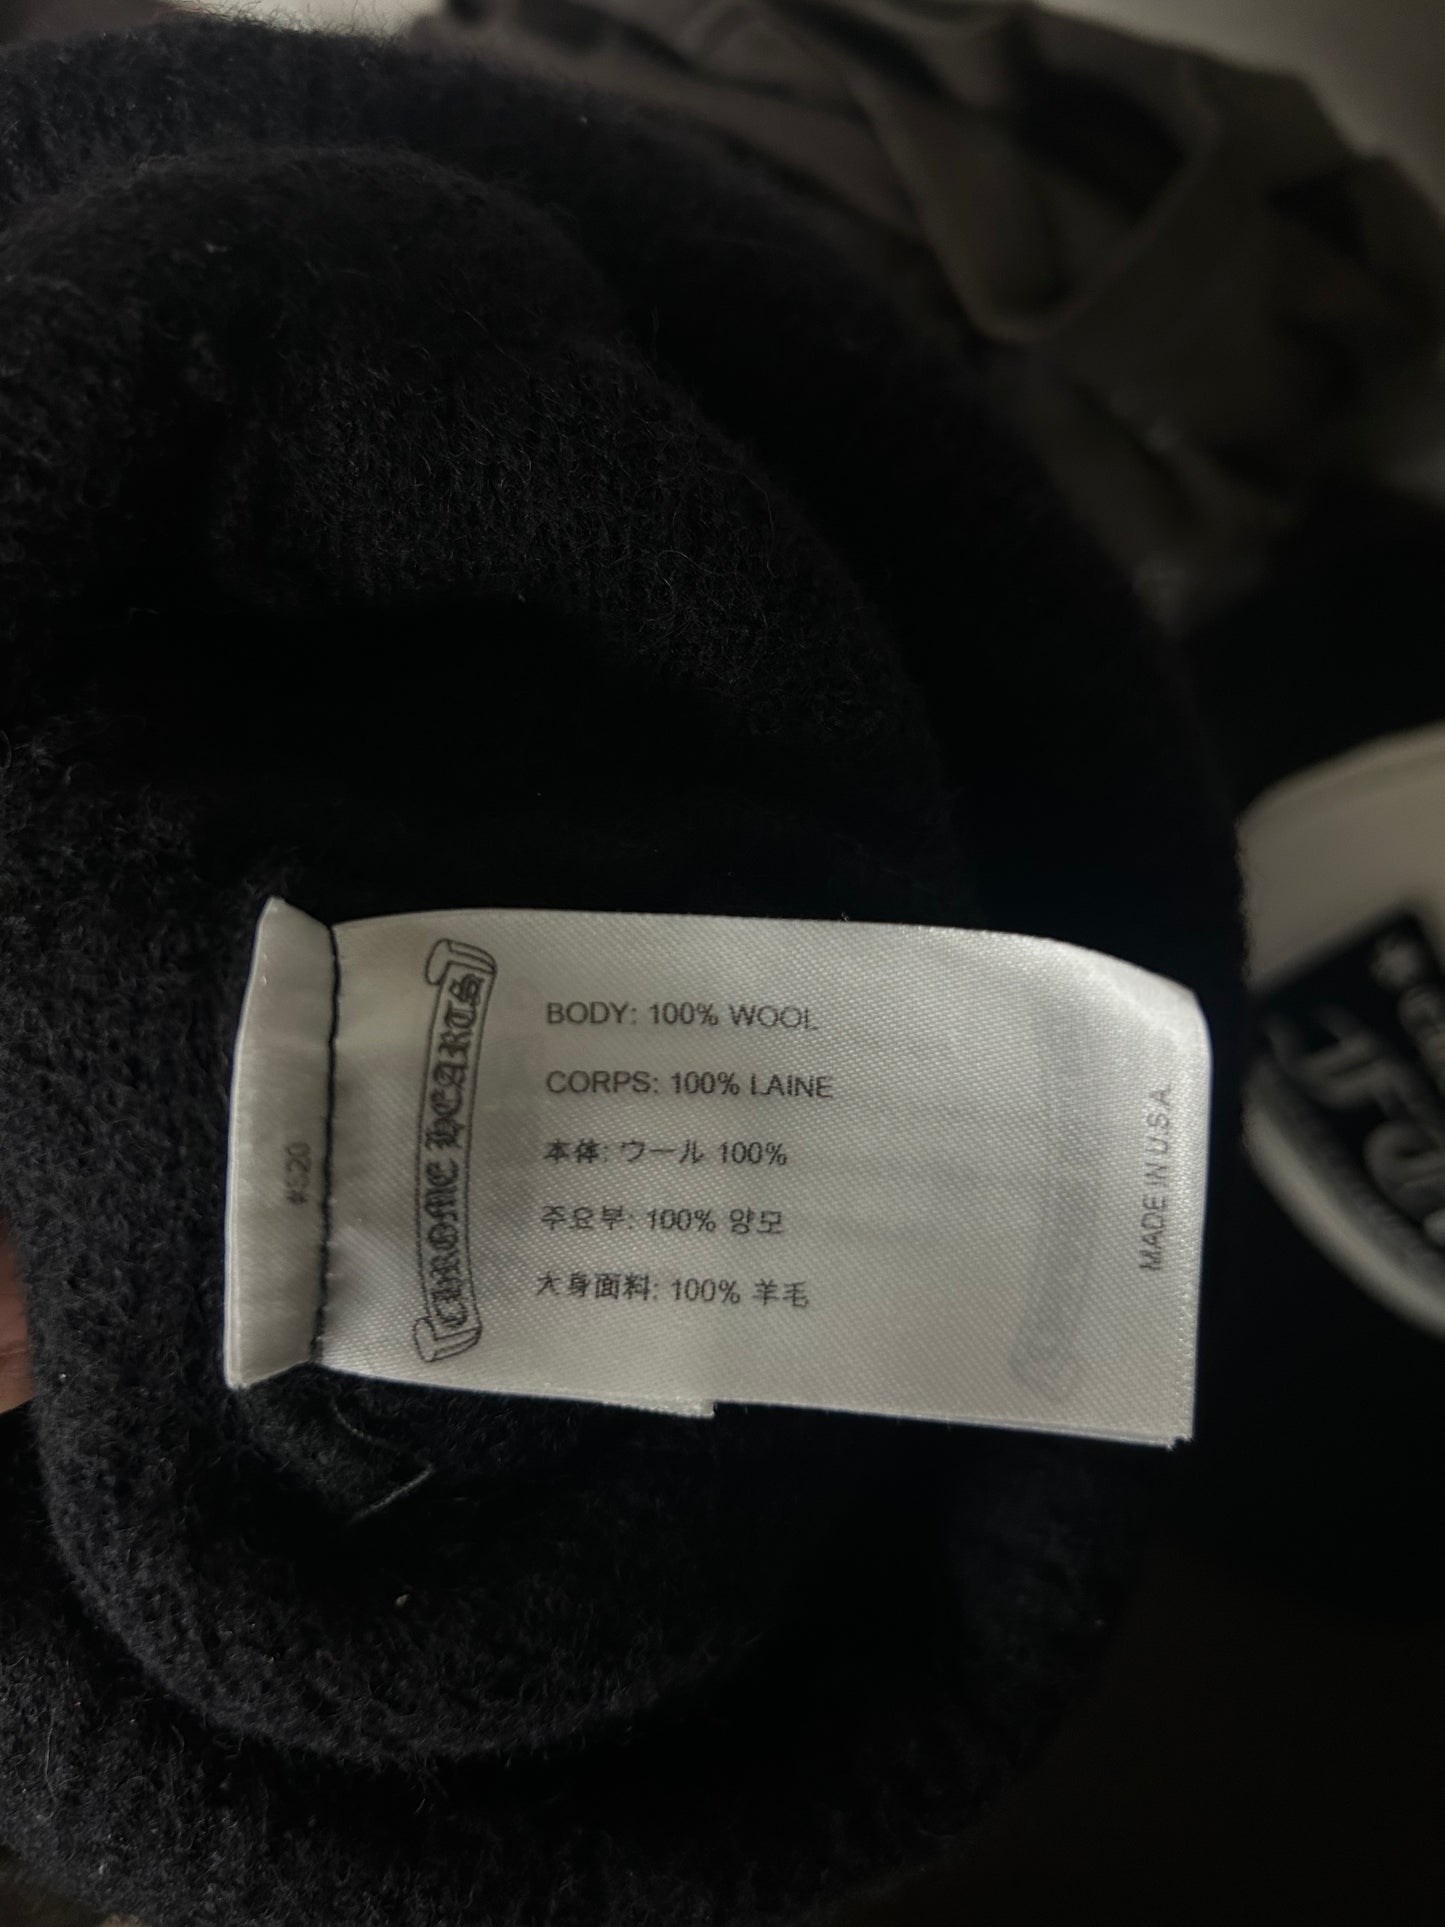 CHROME HEARTS
BODY: 100% WOOL
CORPS: 100% LAINE
本体: ウール 100%
주요부: 100% 양모
大身面料: 100% 羊毛
MADE IN U.S.A.
#520